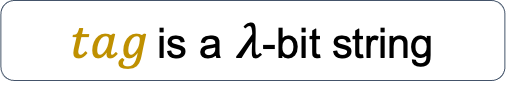 tag is a λ-bit string